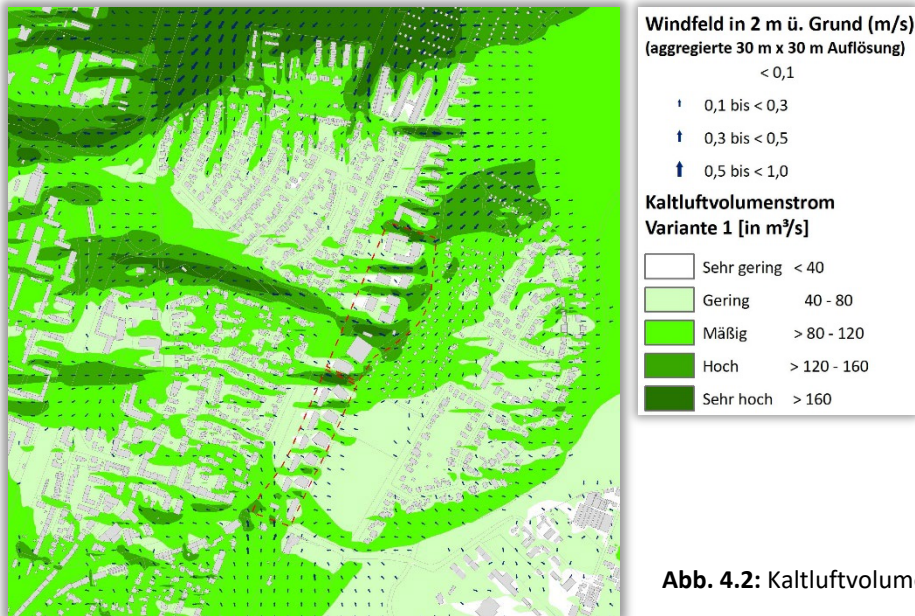 Windfeld in 2 m ü. Grund (m/s)
(aggregierte 30 m x 30 m Auflösung)
< 0,1
0,1 bis < 0,3
0,3 bis < 0,5
0,5 bis < 1,0
Kaltluftvolumenstrom
Variante 1 [in m³/s]
Sehr gering < 40
Gering 40 - 80
Mäßig > 80 - 120
Hoch > 120 - 160
Sehr hoch > 160
Abb. 4.2: Kaltluftvolum